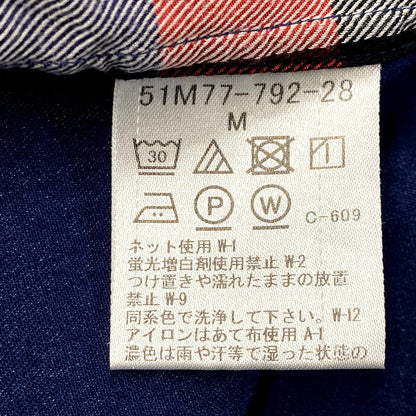 51M77-792-28
M
30
P W C-609
ネット使用 W-1
蛍光増白剤使用禁止 W-2
つけ置きや濡れたままの放置
禁止 W-9
同系色で洗浄して下さい。W-12
アイロンはあて布使用 A-1
濃色は雨や汗等で湿った状態の